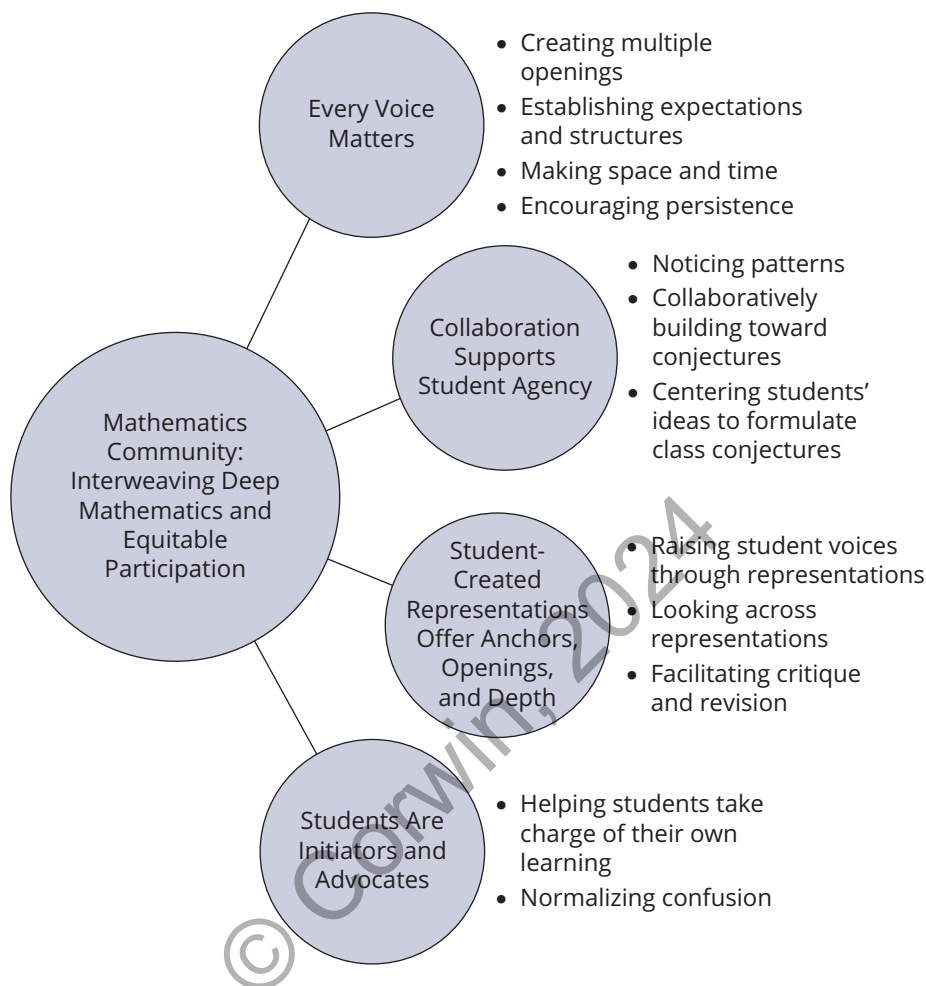 Every Voice
Matters
• Creating multiple
openings
• Establishing expectations
and structures
• Making space and time
• Encouraging persistence
Collaboration
Supports
Student Agency
• Noticing patterns
• Collaboratively
building toward
conjectures
• Centering students’
ideas to formulate
class conjectures
Mathematics
Community:
Interweaving Deep
Mathematics and
Equitable
Participation
Student-
Created
Representations
Offer Anchors,
Openings,
and Depth
• Raising student voices
through representations
• Looking across
representations
• Facilitating critique
and revision
Students Are
Initiators and
Advocates
• Helping students take
charge of their own
learning
• Normalizing confusion
© Corwin, 2024